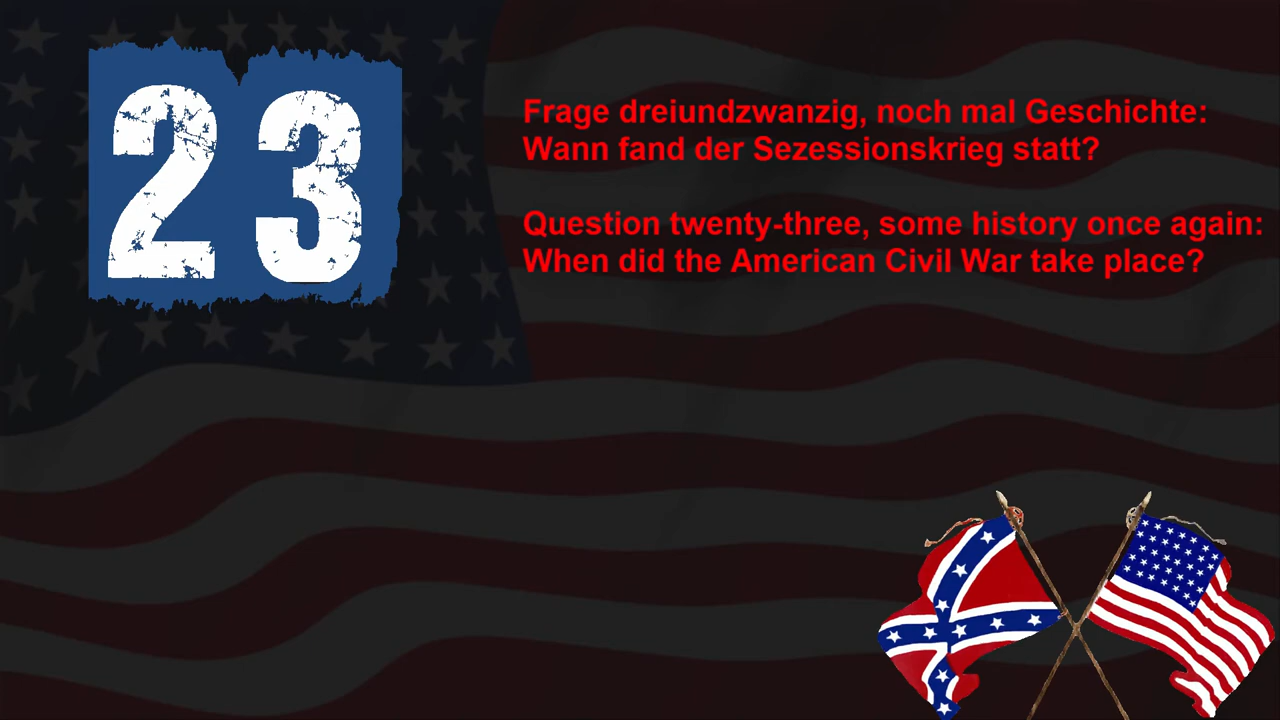 23
Frage dreiundzwanzig, noch mal Geschichte:
Wann fand der Sezessionskrieg statt?
Question twenty-three, some history once again:
When did the American Civil War take place?